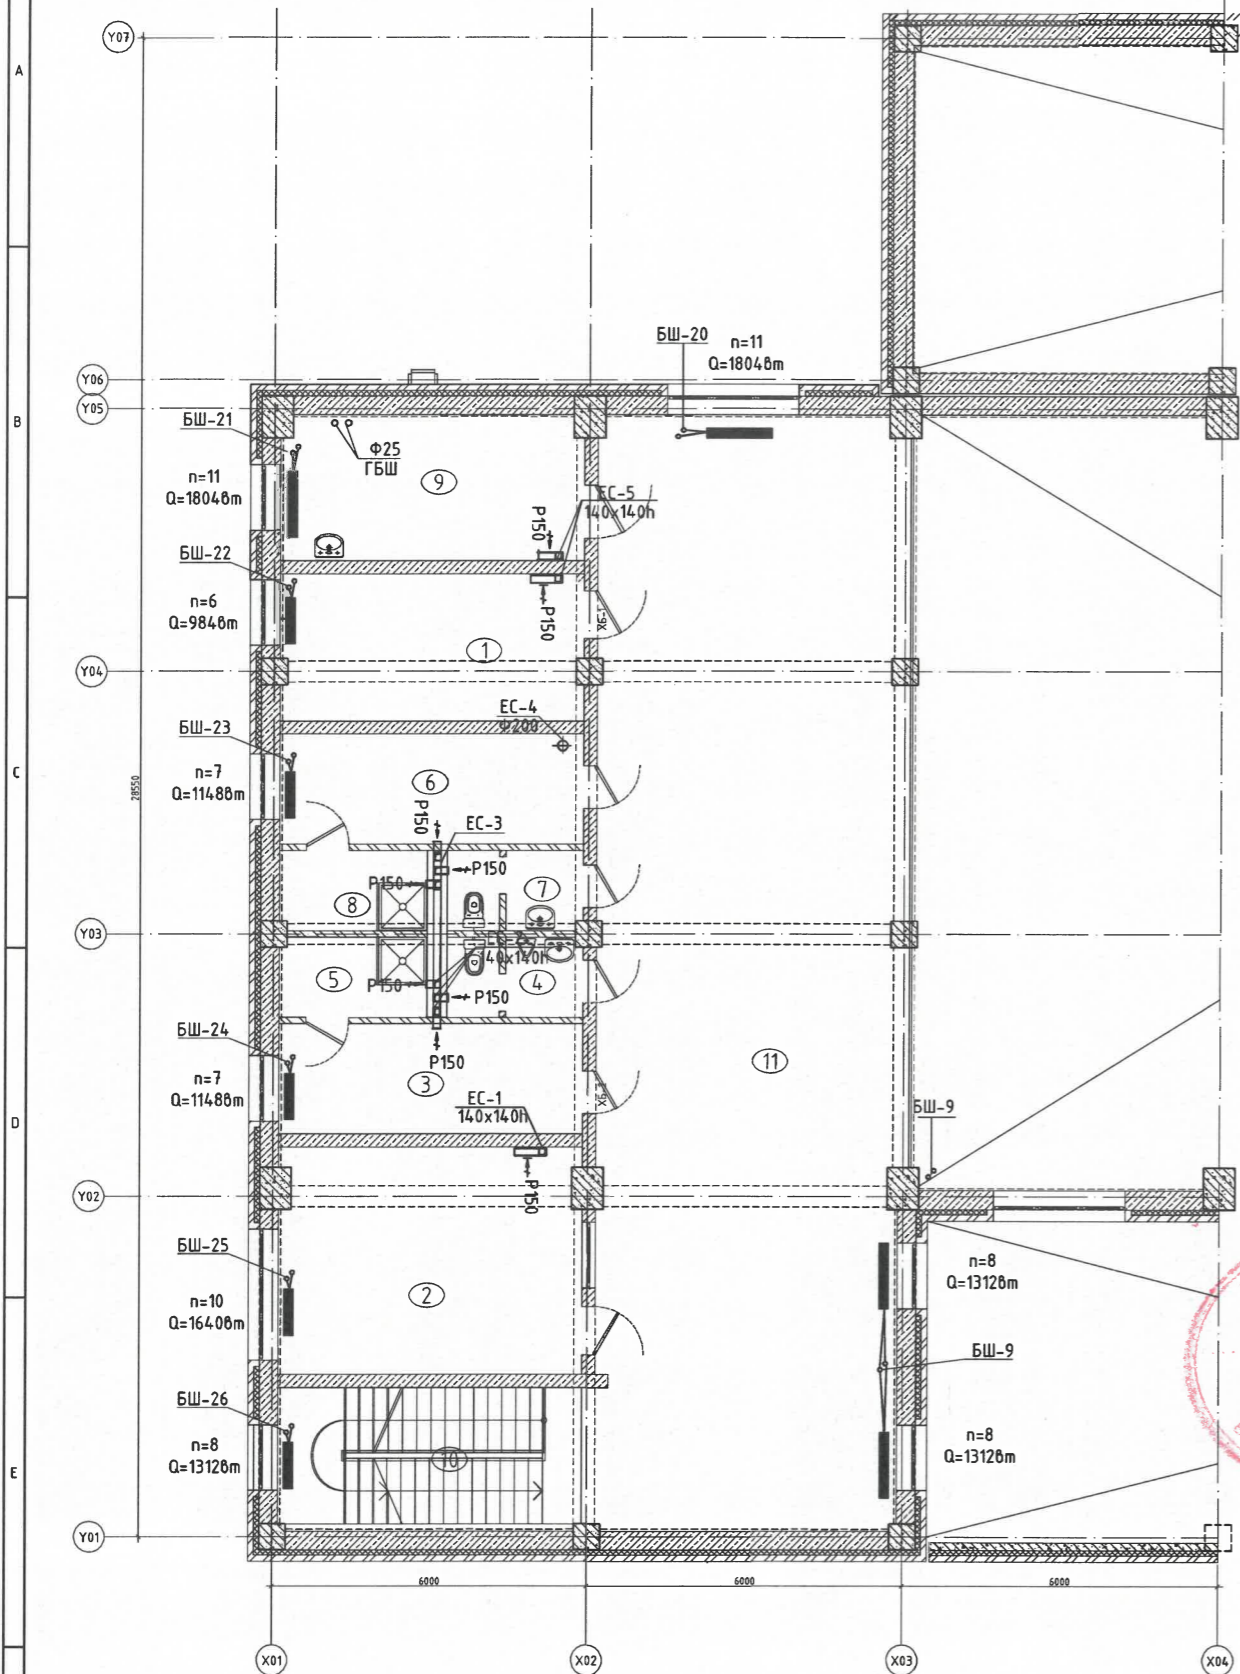 Y07
A
БШ-20
n=11
Q=1804вт
Y06
Y05
B
БШ-21
n=11
Q=1804вт
Ф25
ГБШ
9
ЕС-5
140x140h
P150
БШ-22
n=6
Q=984вт
P150
Х6-1
1
Y04
ЕС-4
Ф200
БШ-23
n=7
Q=1148вт
C
28550
6
P150
ЕС-3
P150
P150
7
8
Y03
140x140h
5
4
P150
P150
P150
БШ-24
n=7
Q=1148вт
3
11
ЕС-1
140x140h
БШ-9
D
P150
Y02
БШ-25
n=10
Q=1640вт
2
n=8
Q=1312вт
БШ-9
БШ-26
n=8
Q=1312вт
10
n=8
Q=1312вт
E
Y01
6000
6000
6000
X01
X02
X03
X04